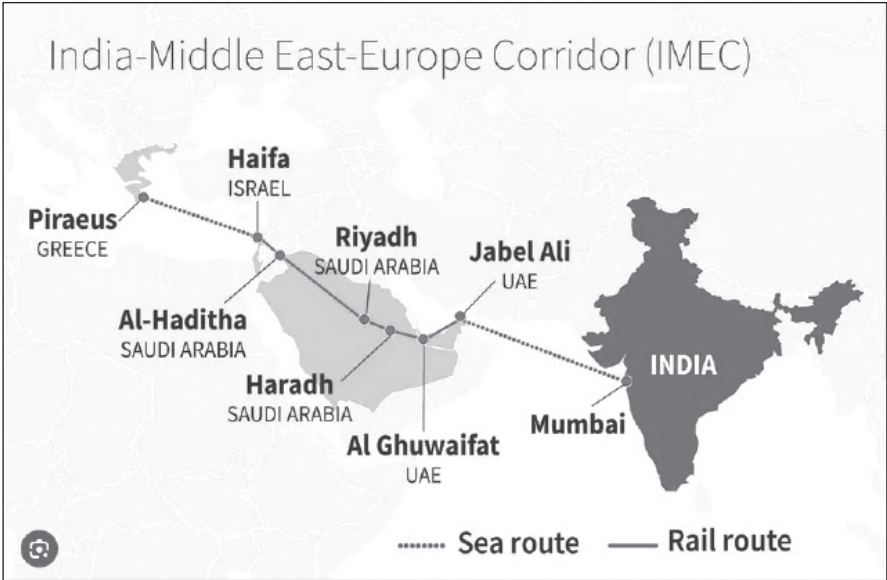 India-Middle East-Europe Corridor (IMEC)
Haifa
ISRAEL
Piraeus
GREECE
Riyadh
SAUDI ARABIA
Jabel Ali
UAE
Al-Haditha
SAUDI ARABIA
Haradh
SAUDI ARABIA
INDIA
Mumbai
Al Ghuwaifat
UAE
Sea route
Rail route